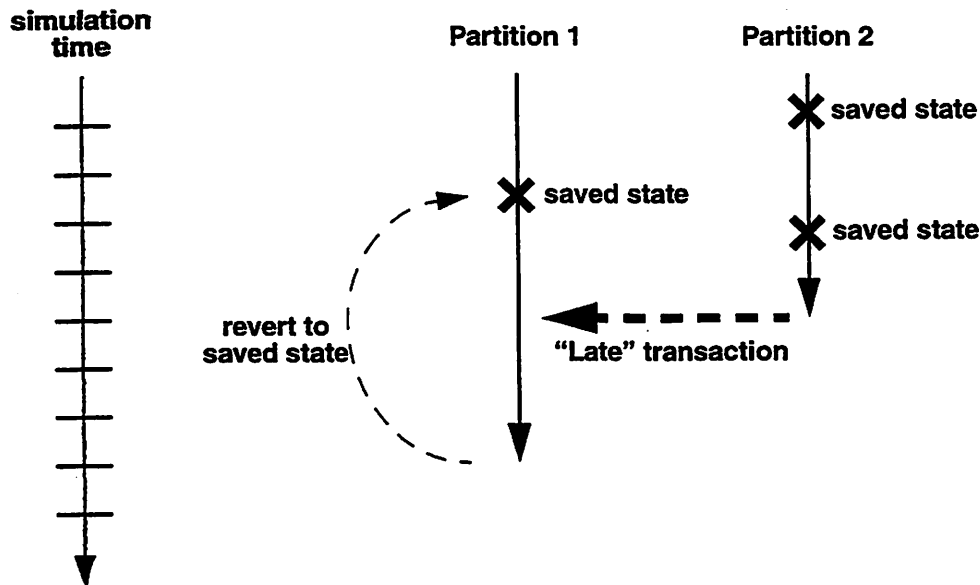 simulation
time
Partition 1
Partition 2
saved state
saved state
saved state
revert to
saved state
“Late” transaction